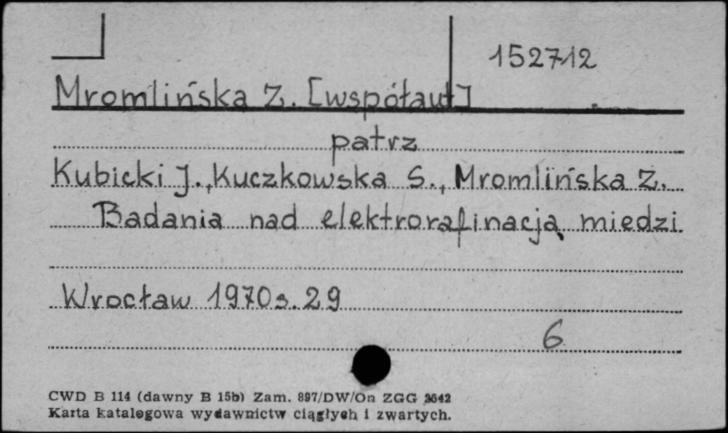 152712
Mromlińska Z. [współaut]
patrz
Kubicki J., Kuczkowska S., Mromlińska Z.
Badania nad elektrorafinacją miedzi
Wrocław 1970 s. 29
6
CWD B 114 (dawny B 15b) Zam. 897/DW/On ZGG 3642
Karta katalogowa wydawnictw ciągłych i zwartych.